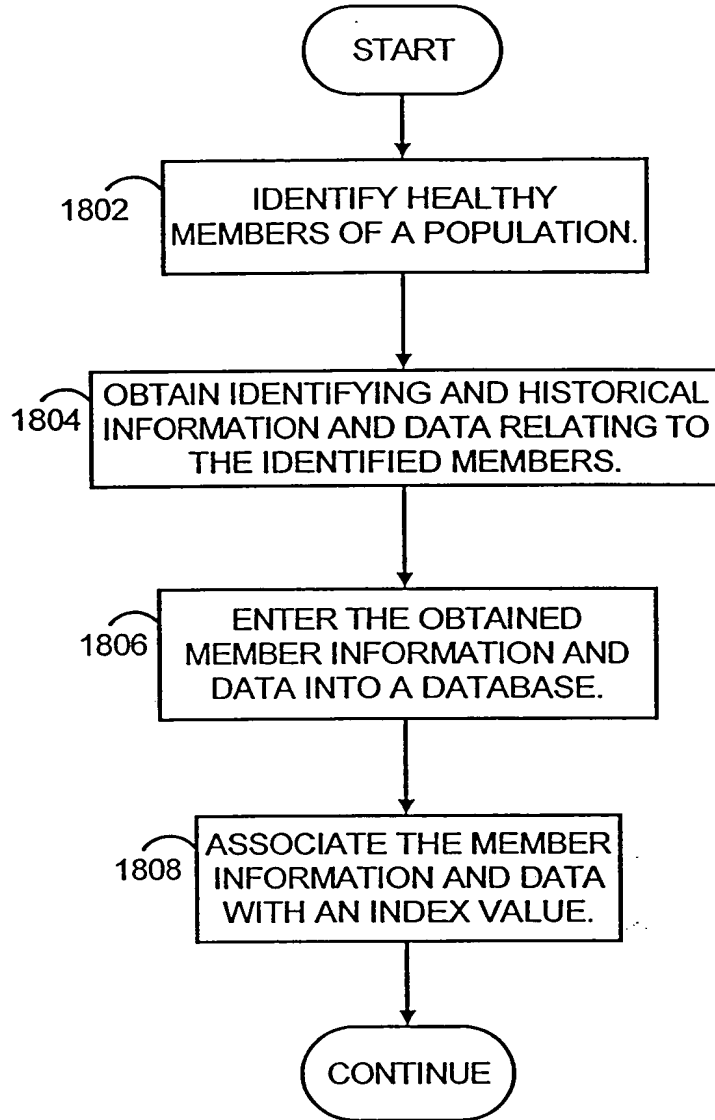 START
1802
IDENTIFY HEALTHY
MEMBERS OF A POPULATION.
1804
OBTAIN IDENTIFYING AND HISTORICAL
INFORMATION AND DATA RELATING TO
THE IDENTIFIED MEMBERS.
1806
ENTER THE OBTAINED
MEMBER INFORMATION AND
DATA INTO A DATABASE.
1808
ASSOCIATE THE MEMBER
INFORMATION AND DATA
WITH AN INDEX VALUE.
CONTINUE